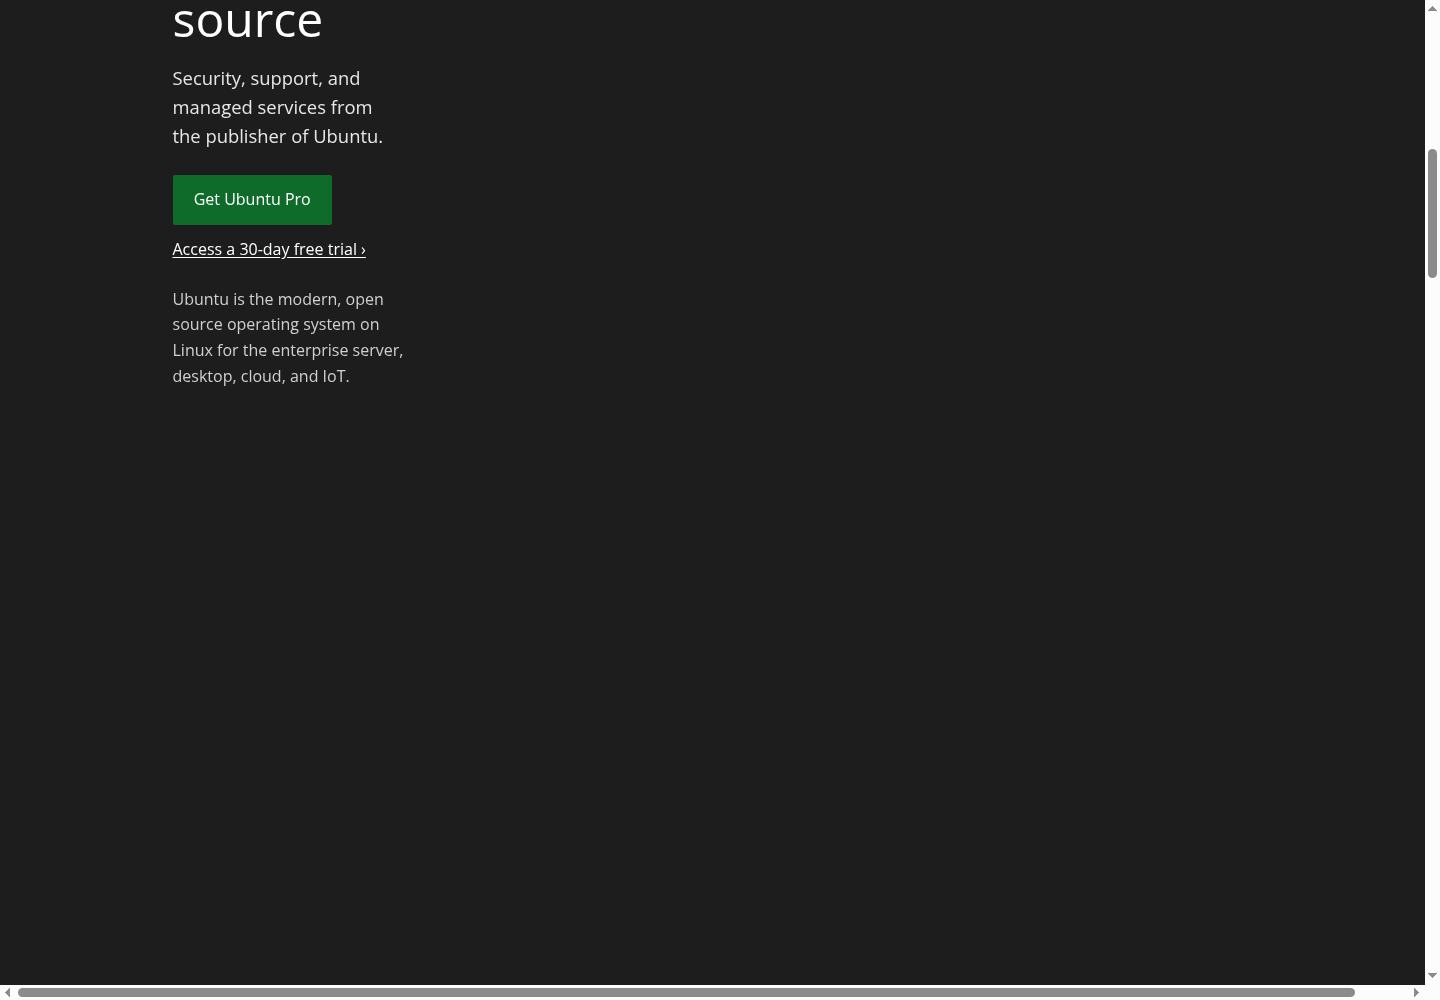 source
Security, support, and
managed services from
the publisher of Ubuntu.
Get Ubuntu Pro
Access a 30-day free trial ›
Ubuntu is the modern, open
source operating system on
Linux for the enterprise server,
desktop, cloud, and IoT.